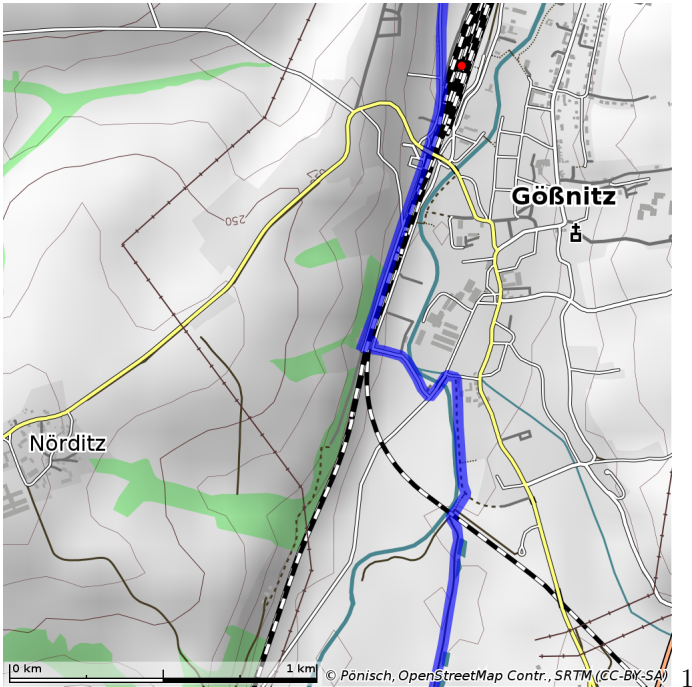 Gößnitz
250
Nörditz
0 km
1 km
© Pönisch, OpenStreetMap Contr., SRTM (CC-BY-SA)
1